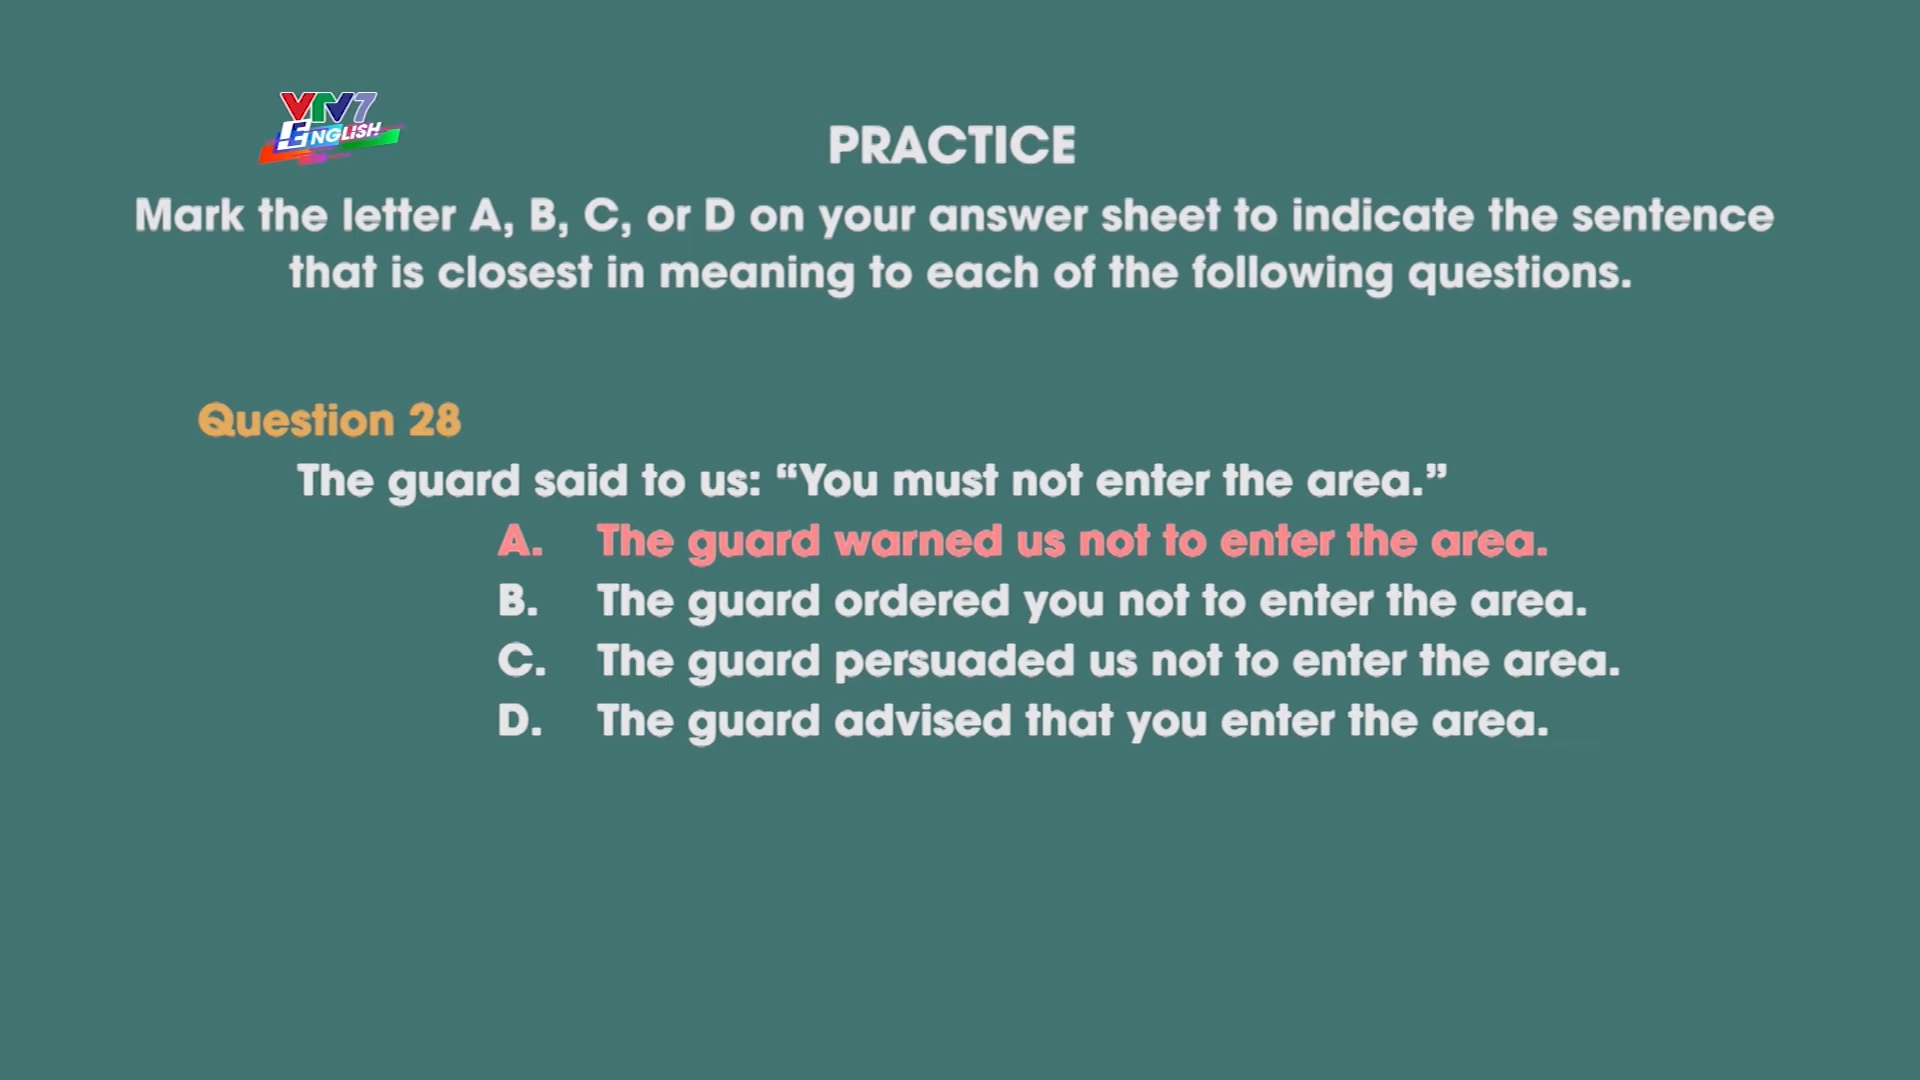 VTV7
ENGLISH
PRACTICE
Mark the letter A, B, C, or D on your answer sheet to indicate the sentence
that is closest in meaning to each of the following questions.
Question 28
The guard said to us: “You must not enter the area.”
A. The guard warned us not to enter the area.
B. The guard ordered you not to enter the area.
C. The guard persuaded us not to enter the area.
D. The guard advised that you enter the area.